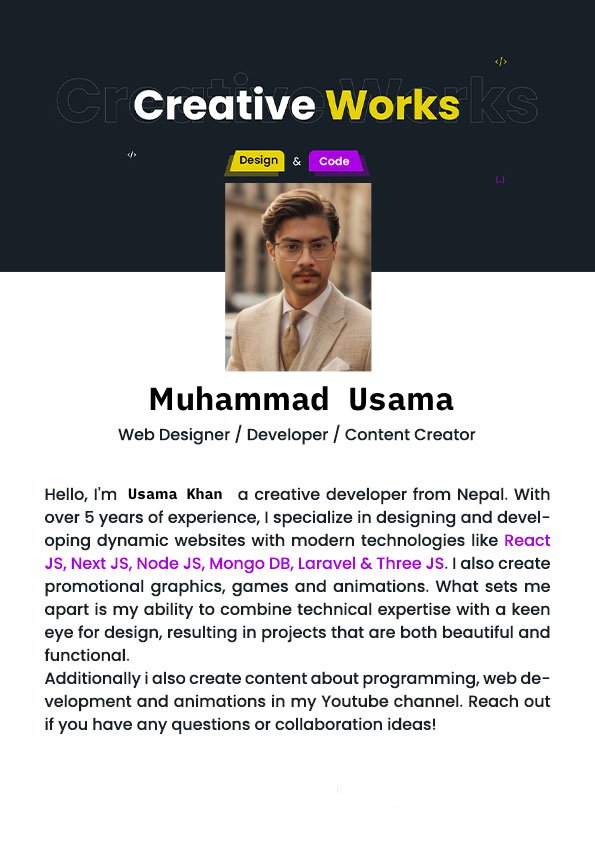 </>
Creative Works
Creative Works
</>
Design & Code
{...}
Muhammad Usama
Web Designer / Developer / Content Creator
Hello, I'm Usama Khan a creative developer from Nepal. With
over 5 years of experience, I specialize in designing and devel-
oping dynamic websites with modern technologies like React
JS, Next JS, Node JS, Mongo DB, Laravel & Three JS. I also create
promotional graphics, games and animations. What sets me
apart is my ability to combine technical expertise with a keen
eye for design, resulting in projects that are both beautiful and
functional.
Additionally i also create content about programming, web de-
velopment and animations in my Youtube channel. Reach out
if you have any questions or collaboration ideas!